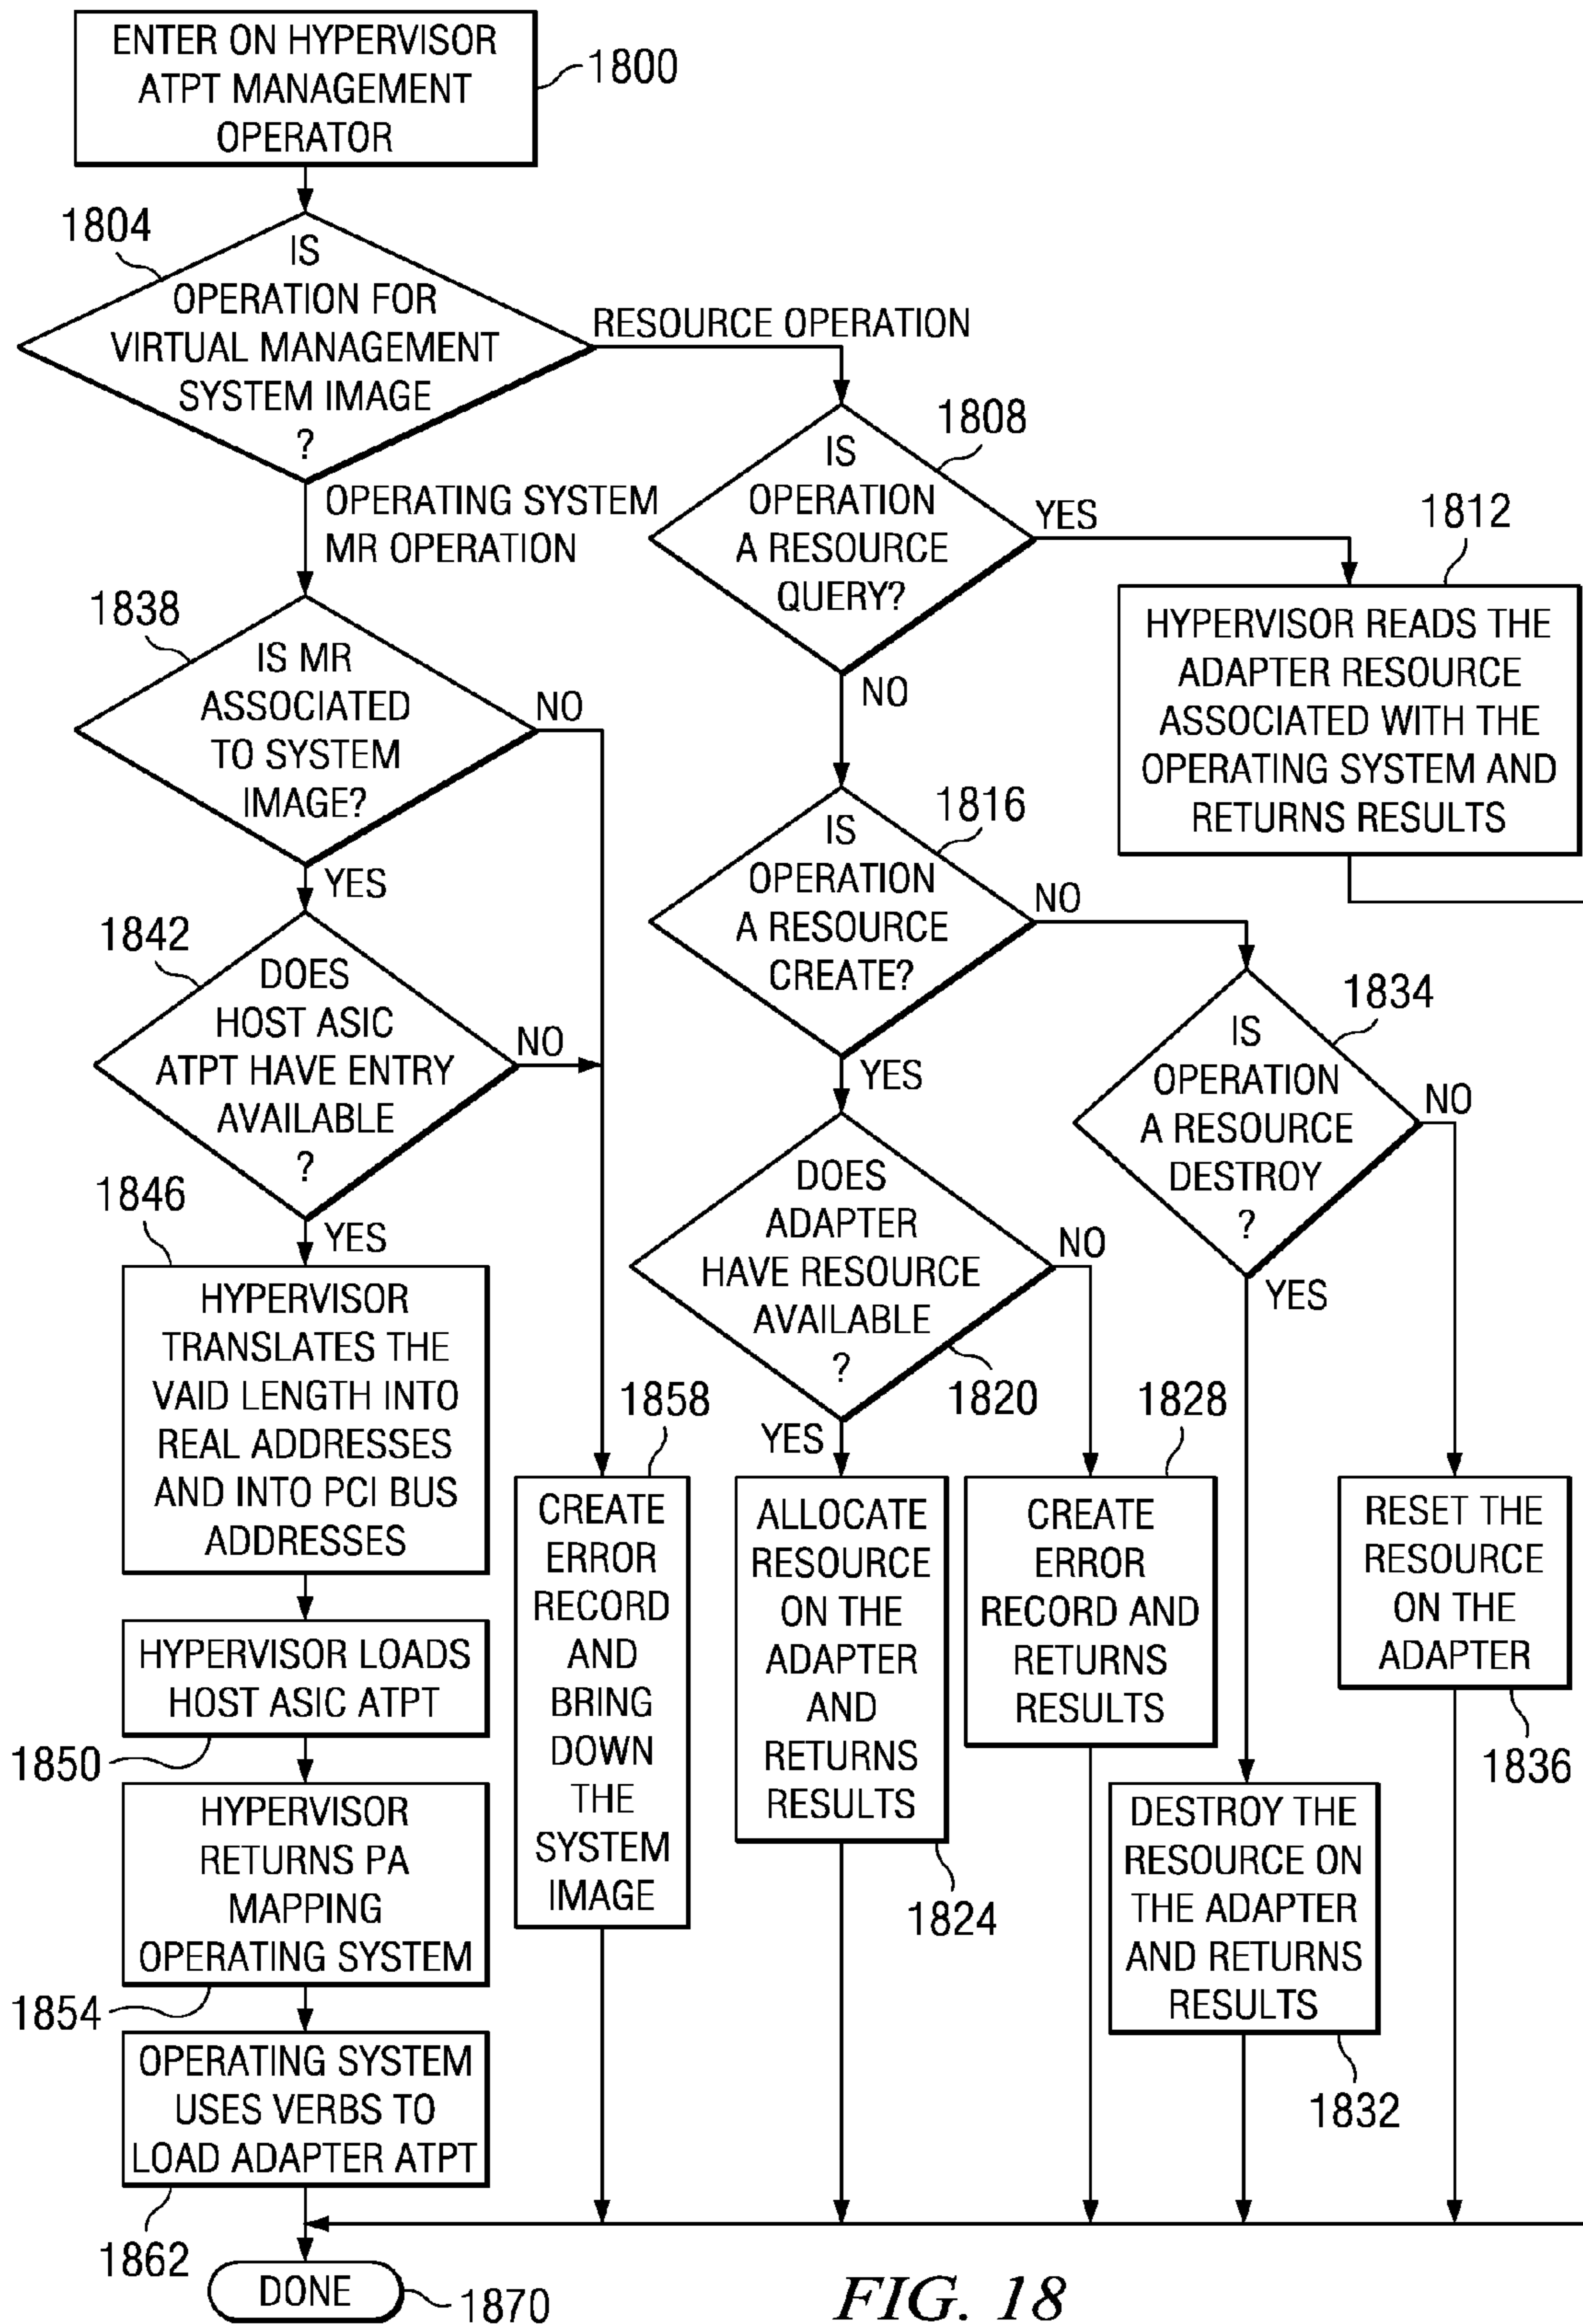 ENTER ON HYPERVISOR
ATPT MANAGEMENT
OPERATOR
1800
1804
IS
OPERATION FOR
VIRTUAL MANAGEMENT
SYSTEM IMAGE
?
RESOURCE OPERATION
OPERATING SYSTEM
MR OPERATION
1808
IS
OPERATION
A RESOURCE
QUERY?
YES
NO
1812
HYPERVISOR READS THE
ADAPTER RESOURCE
ASSOCIATED WITH THE
OPERATING SYSTEM AND
RETURNS RESULTS
1838
IS MR
ASSOCIATED
TO SYSTEM
IMAGE?
NO
YES
1816
IS
OPERATION
A RESOURCE
CREATE?
NO
YES
1842
DOES
HOST ASIC
ATPT HAVE ENTRY
AVAILABLE
?
NO
YES
1834
IS
OPERATION
A RESOURCE
DESTROY
?
NO
YES
DOES
ADAPTER
HAVE RESOURCE
AVAILABLE
?
NO
1820
YES
1846
HYPERVISOR
TRANSLATES THE
VAID LENGTH INTO
REAL ADDRESSES
AND INTO PCI BUS
ADDRESSES
1858
CREATE
ERROR
RECORD
AND
BRING
DOWN
THE
SYSTEM
IMAGE
ALLOCATE
RESOURCE
ON THE
ADAPTER
AND
RETURNS
RESULTS
1824
1828
CREATE
ERROR
RECORD AND
RETURNS
RESULTS
RESET THE
RESOURCE
ON THE
ADAPTER
1836
HYPERVISOR LOADS
HOST ASIC ATPT
1850
HYPERVISOR
RETURNS PA
MAPPING
OPERATING SYSTEM
1854
DESTROY THE
RESOURCE ON
THE ADAPTER
AND RETURNS
RESULTS
1832
OPERATING SYSTEM
USES VERBS TO
LOAD ADAPTER ATPT
1862
DONE
1870
FIG. 18